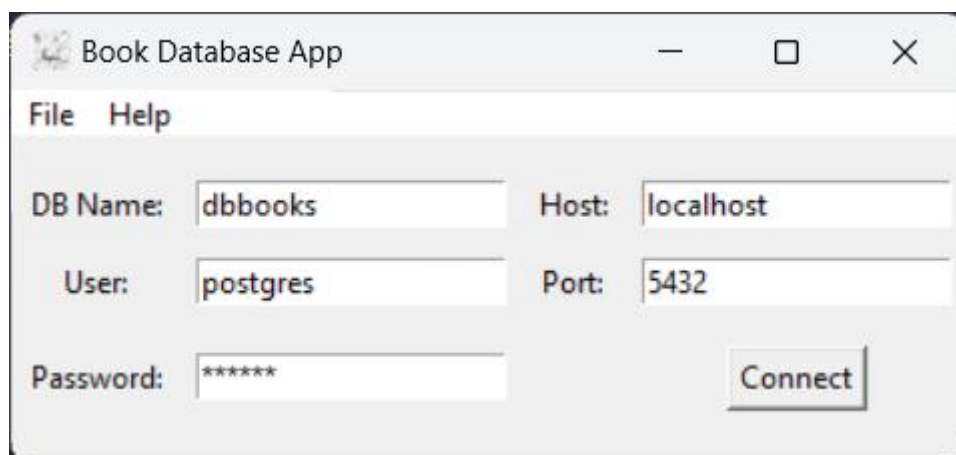 Book Database App
File Help
DB Name: dbbooks Host: localhost
User: postgres Port: 5432
Password: ****** Connect